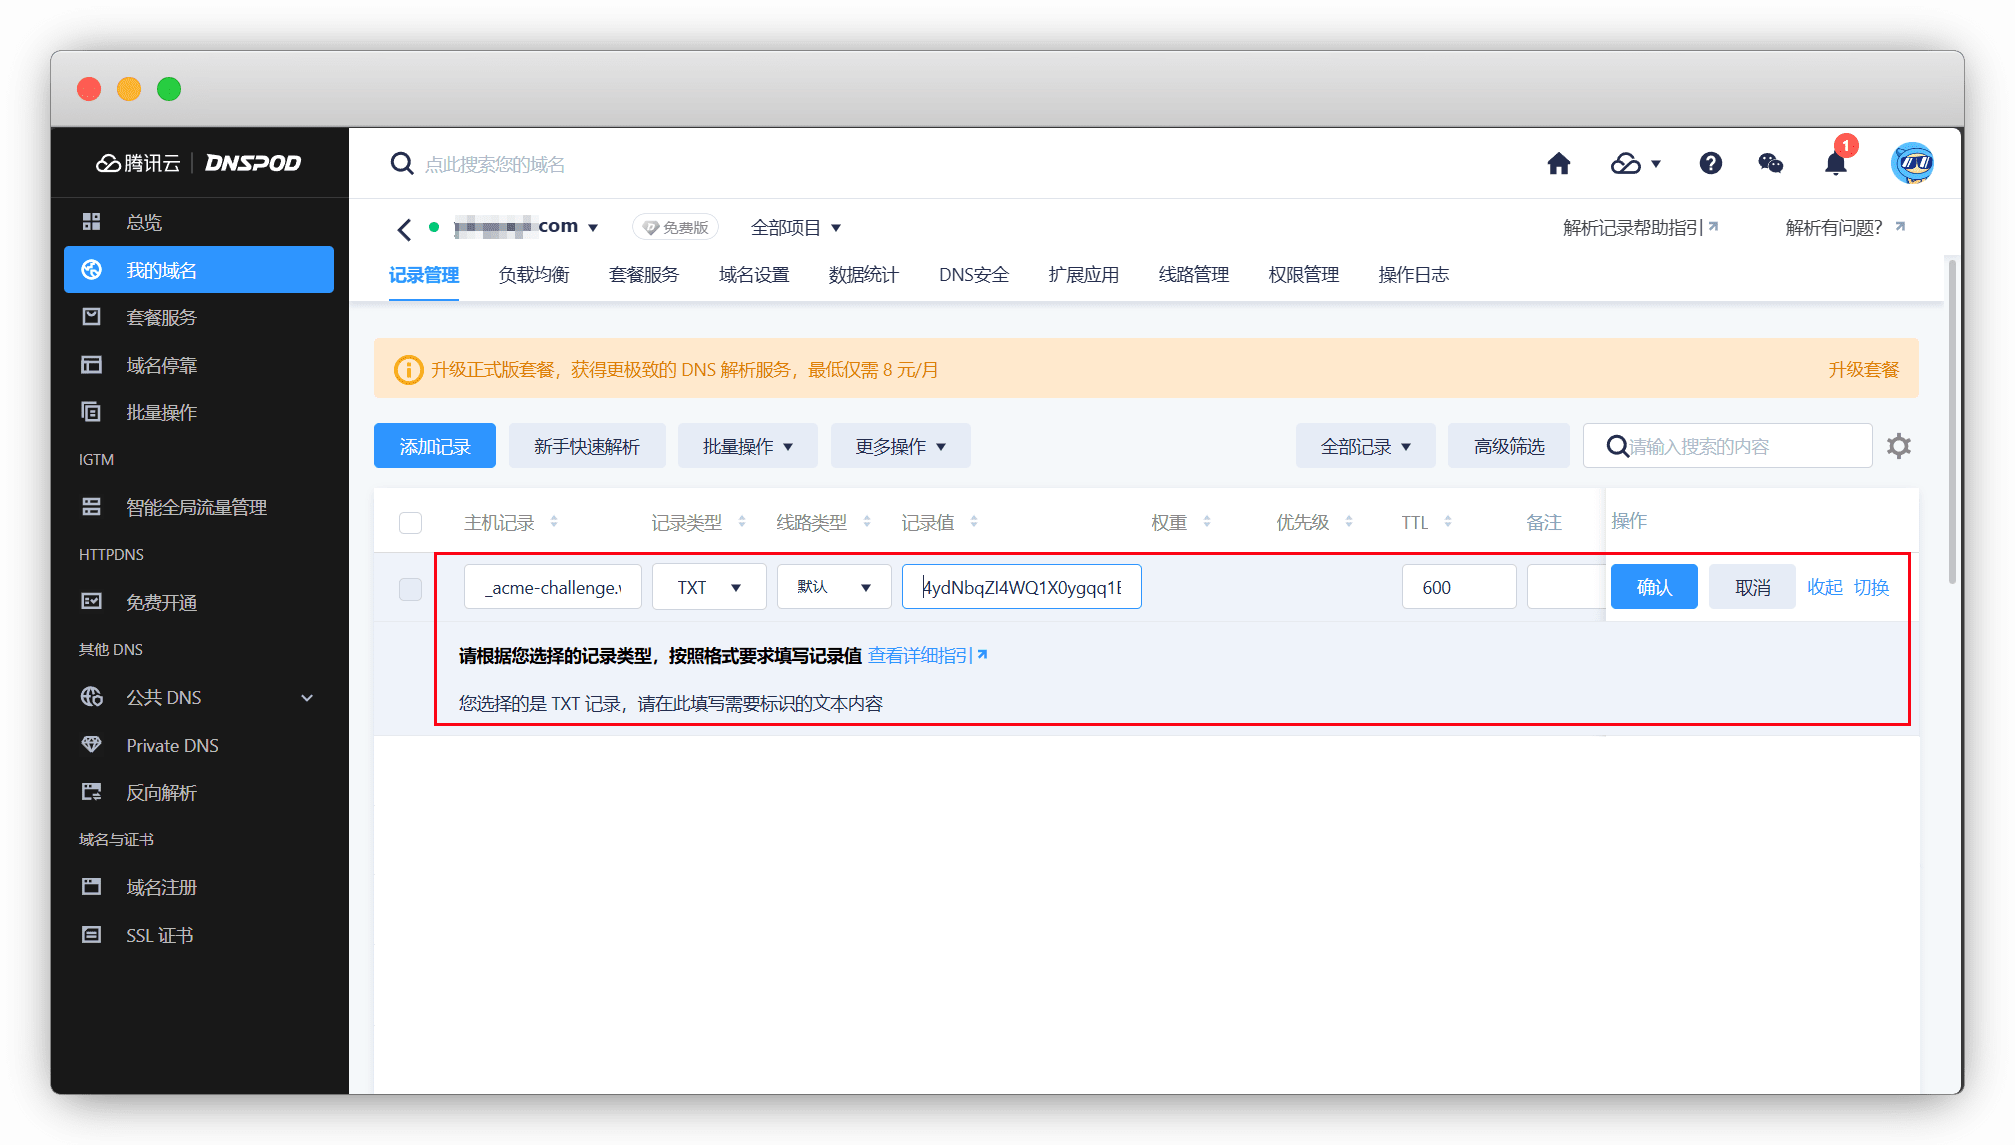 腾讯云 | DNSPOD
点此搜索您的域名
1
总览
我的域名
套餐服务
域名停靠
批量操作
IGTM
智能全局流量管理
HTTPDNS
免费开通
其他 DNS
公共 DNS
Private DNS
反向解析
域名与证书
域名注册
SSL 证书
com 免费版 全部项目 解析记录帮助指引 解析有问题?
记录管理 负载均衡 套餐服务 域名设置 数据统计 DNS安全 扩展应用 线路管理 权限管理 操作日志
升级正式版套餐，获得更极致的 DNS 解析服务，最低仅需 8 元/月 升级套餐
添加记录 新手快速解析 批量操作 更多操作 全部记录 高级筛选 请输入搜索的内容
主机记录 记录类型 线路类型 记录值 权重 优先级 TTL 备注 操作
_acme-challenge. TXT 默认 4ydNbqZI4WQ1X0ygqq1 600 确认 取消 收起 切换
请根据您选择的记录类型，按照格式要求填写记录值 查看详细指引
您选择的是 TXT 记录，请在此填写需要标识的文本内容